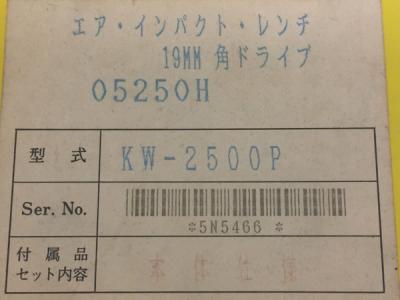 エア・インパクト・レンチ
19MM 角ドライブ
05250H
型式 KW-2500P
Ser. No.
*5N5466 *
付属品
セット内容 本体仕様